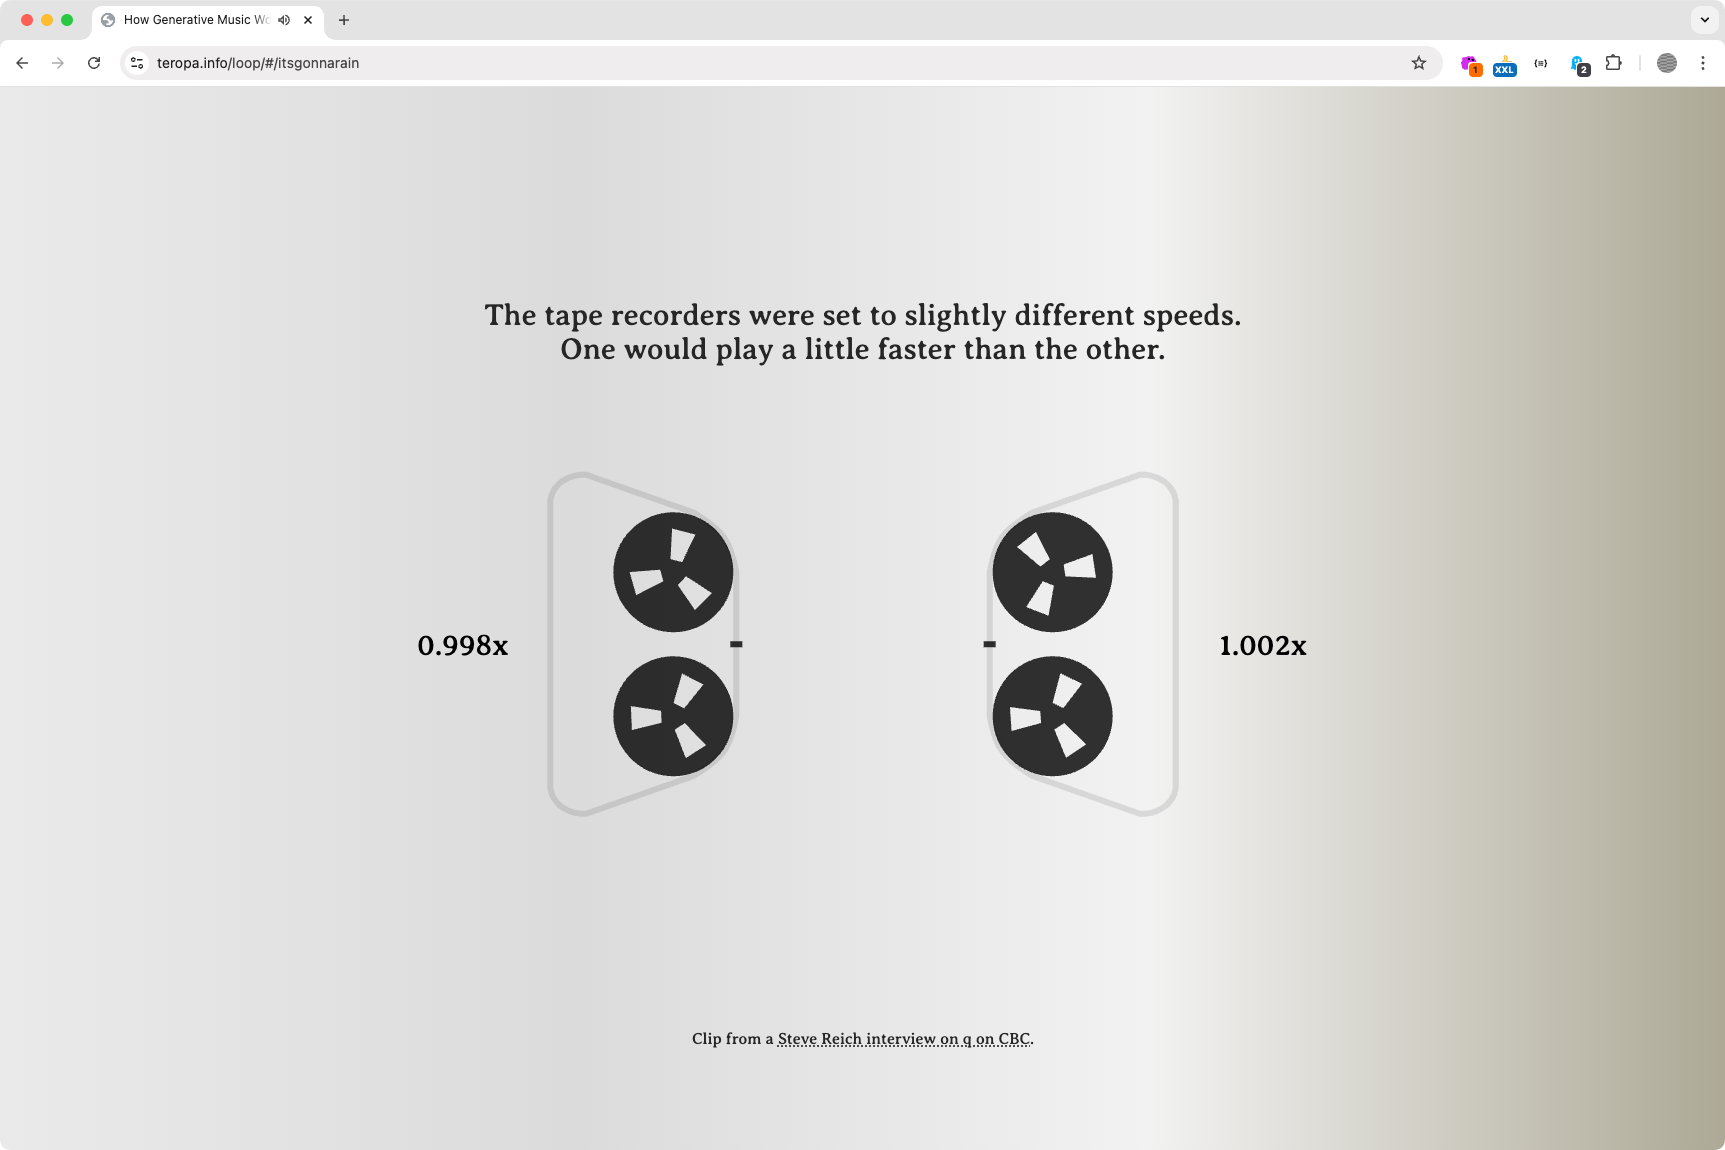 How Generative Music Wo
teropa.info/loop/#/itsgonnarain
1
XXL
2
The tape recorders were set to slightly different speeds.
One would play a little faster than the other.
0.998x
1.002x
Clip from a Steve Reich interview on q on CBC.